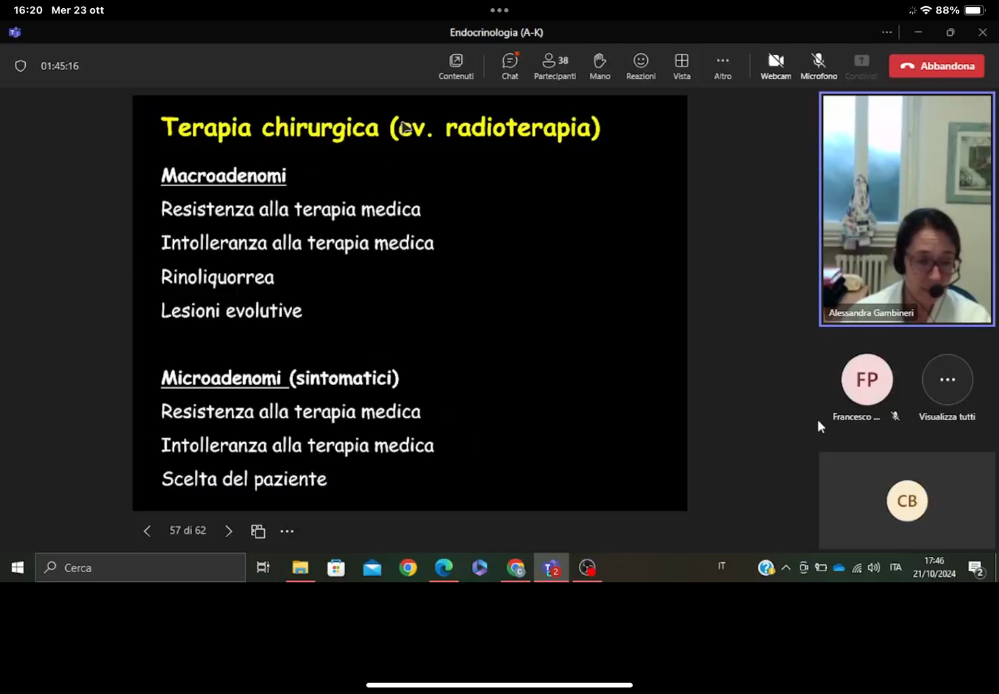 16:20 Mer 23 ott
88%
Endocrinologia (A-K)
01:45:16
Contenuti
Chat
38
Partecipanti
Mano
Reazioni
Vista
Altro
Webcam
Microfono
Condividi
Abbandona
Terapia chirurgica (ev. radioterapia)
Macroadenomi
Resistenza alla terapia medica
Intolleranza alla terapia medica
Rinoliquorrea
Lesioni evolutive
Microadenomi (sintomatici)
Resistenza alla terapia medica
Intolleranza alla terapia medica
Scelta del paziente
Alessandra Gambineri
FP
Francesco ...
Visualizza tutti
CB
57 di 62
Cerca
2
IT
ITA
17:46
21/10/2024
2